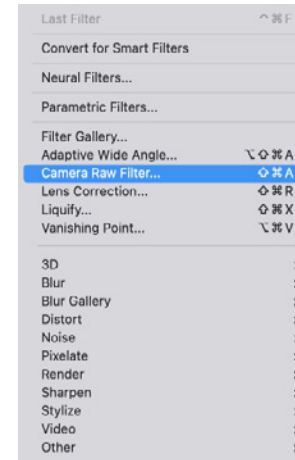 Last Filter ^⌘F
Convert for Smart Filters
Neural Filters...
Parametric Filters...
Filter Gallery...
Adaptive Wide Angle... ⌥⇧⌘A
Camera Raw Filter... ⇧⌘A
Lens Correction... ⇧⌘R
Liquify... ⇧⌘X
Vanishing Point... ⌥⌘V
3D
Blur
Blur Gallery
Distort
Noise
Pixelate
Render
Sharpen
Stylize
Video
Other